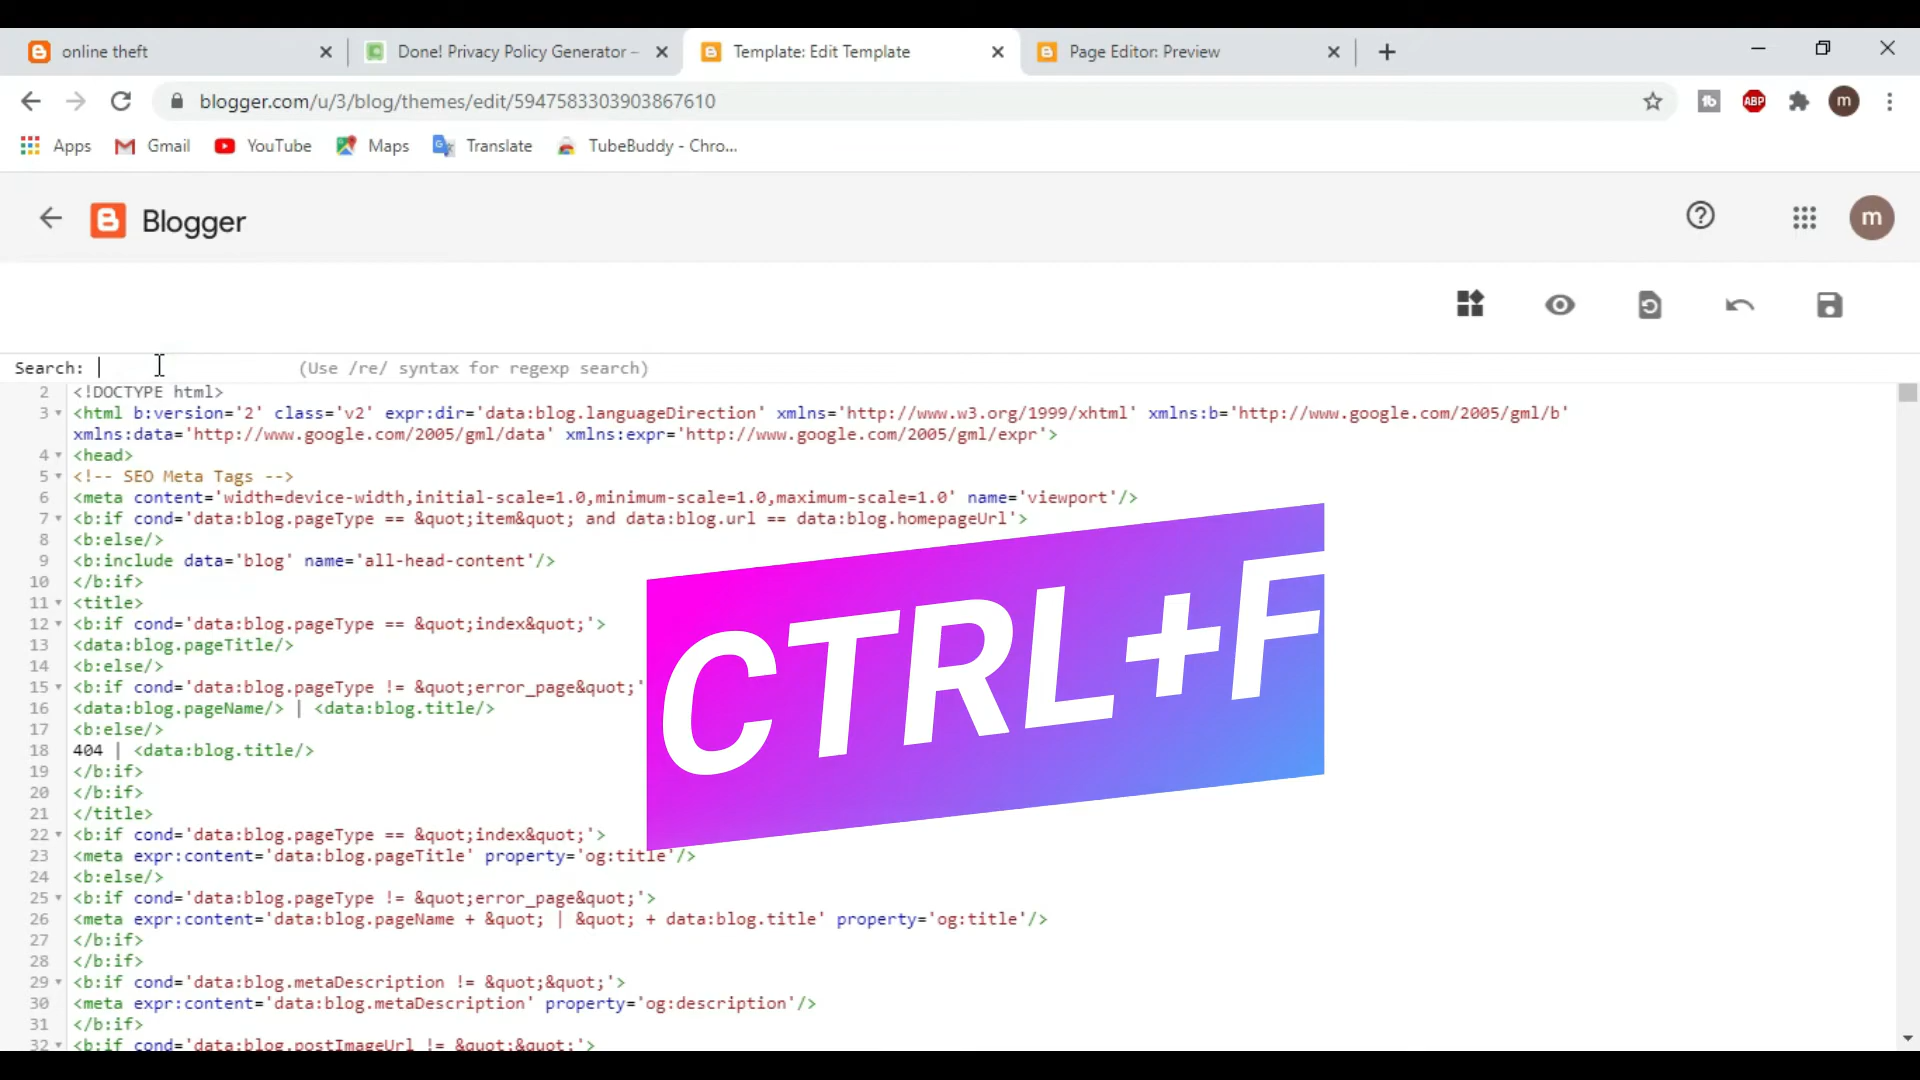 online theft
Done! Privacy Policy Generator –
Template: Edit Template
Page Editor: Preview
blogger.com/u/3/blog/themes/edit/5947583303903867610
ABP
m
Apps
Gmail
YouTube
Maps
Translate
TubeBuddy - Chro...
Blogger
m
Search: (Use /re/ syntax for regexp search)
2 <!DOCTYPE html>
3 <html b:version='2' class='v2' expr:dir='data:blog.languageDirection' xmlns='http://www.w3.org/1999/xhtml' xmlns:b='http://www.google.com/2005/gml/b'
xmlns:data='http://www.google.com/2005/gml/data' xmlns:expr='http://www.google.com/2005/gml/expr'>
4 <head>
5 <!-- SEO Meta Tags -->
6 <meta content='width=device-width,initial-scale=1.0,minimum-scale=1.0,maximum-scale=1.0' name='viewport'/>
7 <b:if cond='data:blog.pageType == &quot;item&quot; and data:blog.url == data:blog.homepageUrl'>
8 <b:else/>
9 <b:include data='blog' name='all-head-content'/>
10 </b:if>
11 <title>
12 <b:if cond='data:blog.pageType == &quot;index&quot;'>
13 <data:blog.pageTitle/>
14 <b:else/>
15 <b:if cond='data:blog.pageType != &quot;error_page&quot;'
16 <data:blog.pageName/> | <data:blog.title/>
17 <b:else/>
18 404 | <data:blog.title/>
19 </b:if>
20 </b:if>
21 </title>
22 <b:if cond='data:blog.pageType == &quot;index&quot;'>
23 <meta expr:content='data:blog.pageTitle' property='og:title'/>
24 <b:else/>
25 <b:if cond='data:blog.pageType != &quot;error_page&quot;'>
26 <meta expr:content='data:blog.pageName + &quot; | &quot; + data:blog.title' property='og:title'/>
27 </b:if>
28 </b:if>
29 <b:if cond='data:blog.metaDescription != &quot;&quot;'>
30 <meta expr:content='data:blog.metaDescription' property='og:description'/>
31 </b:if>
32 <b:if cond='data:blog.postImageUrl != &quot;&quot;'>
CTRL+F